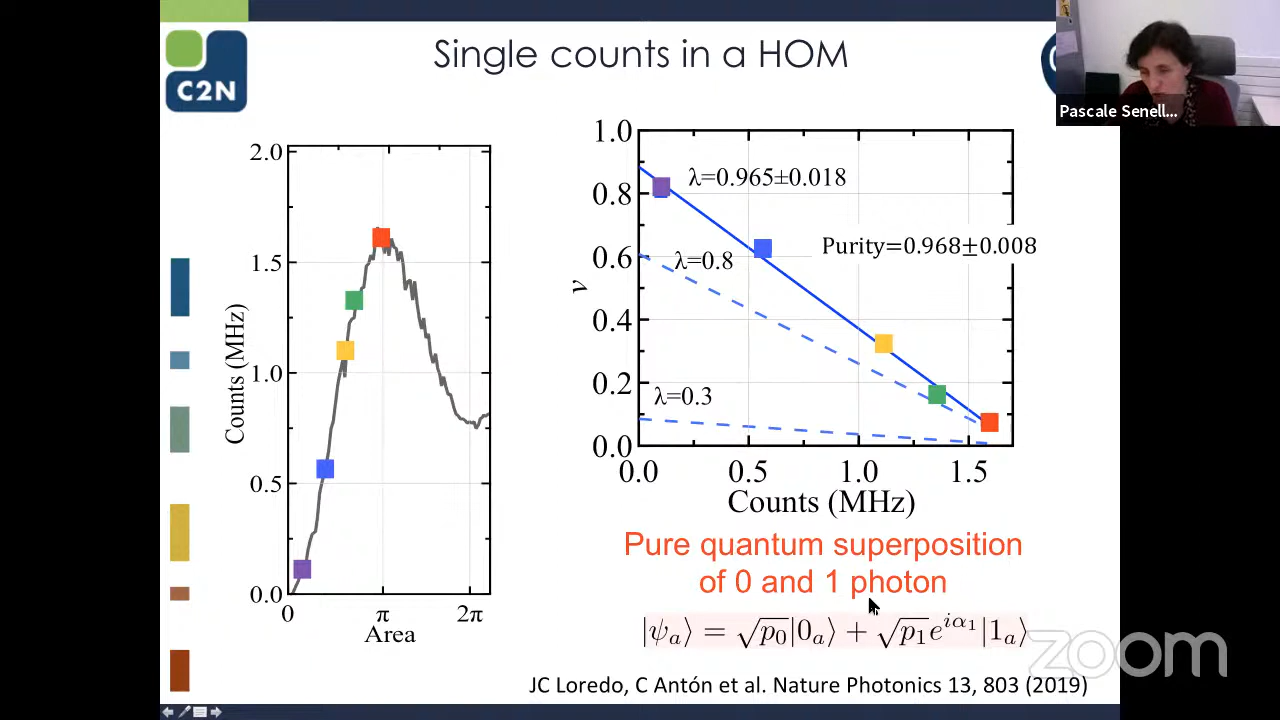 Single counts in a HOM
C2N
Pascale Senell...
2.0
1.5
1.0
0.5
0.0
Counts (MHz)
0
π
2π
Area
1.0
0.8
0.6
0.4
0.2
0.0
ν
λ=0.965±0.018
Purity=0.968±0.008
λ=0.8
λ=0.3
0.0
0.5
1.0
1.5
Counts (MHz)
Pure quantum superposition
of 0 and 1 photon
|ψₐ⟩ = √p₀|0ₐ⟩ + √p₁e^{iα₁}|1ₐ⟩
zoom
JC Loredo, C Antón et al. Nature Photonics 13, 803 (2019)